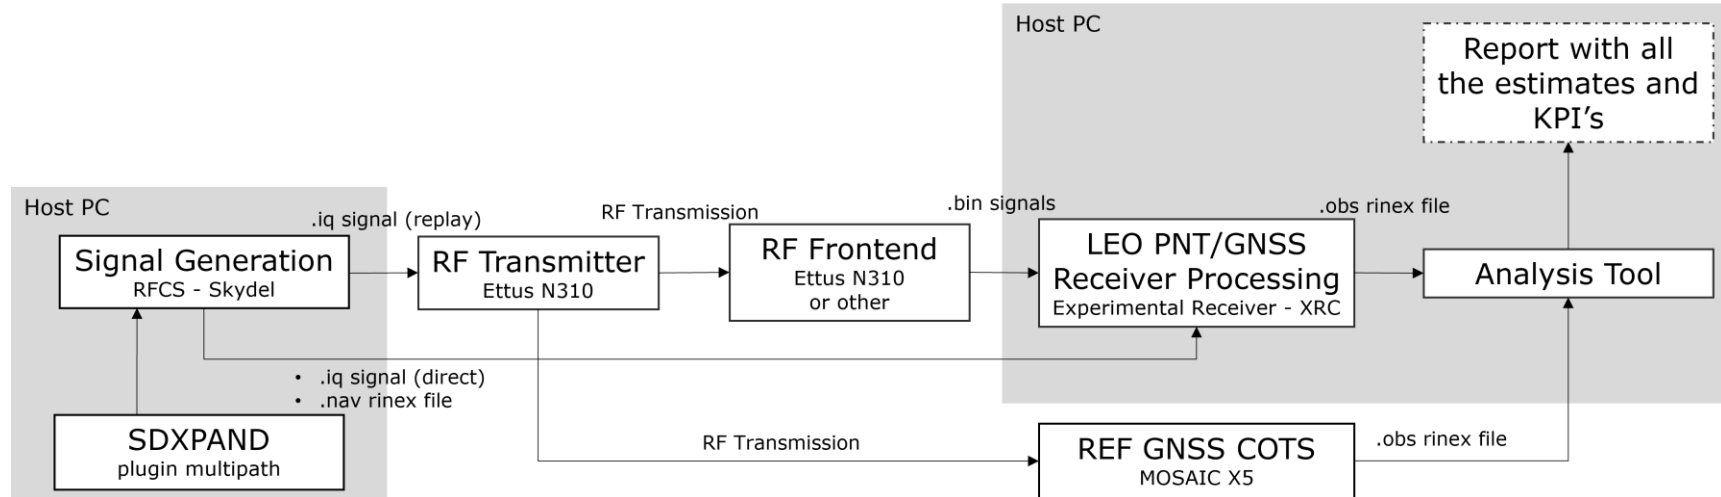 Host PC
Report with all
the estimates and
KPI's
Host PC
.iq signal (replay)
RF Transmission
.bin signals
.obs rinex file
Signal Generation
RFCS - Skydel
RF Transmitter
Ettus N310
RF Frontend
Ettus N310
or other
LEO PNT/GNSS
Receiver Processing
Experimental Receiver - XRC
Analysis Tool
• .iq signal (direct)
• .nav rinex file
SDXPAND
plugin multipath
RF Transmission
REF GNSS COTS
MOSAIC X5
.obs rinex file